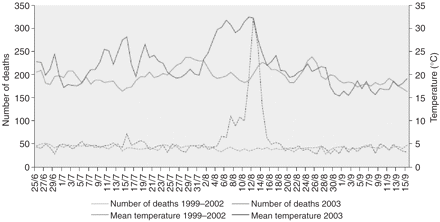 350 35
300 30
250 25
200 20
150 15
100 10
50 5
0 0
Number of deaths
Temperature (°C)
25/6 27/6 29/6 1/7 3/7 5/7 7/7 9/7 11/7 13/7 15/7 17/7 19/7 21/7 23/7 25/7 27/7 29/7 31/7 2/8 4/8 6/8 8/8 10/8 12/8 14/8 16/8 18/8 20/8 22/8 24/8 26/8 28/8 30/8 1/9 3/9 5/9 7/9 9/9 11/9 13/9 15/9
Number of deaths 1999–2002 Number of deaths 2003
Mean temperature 1999–2002 Mean temperature 2003